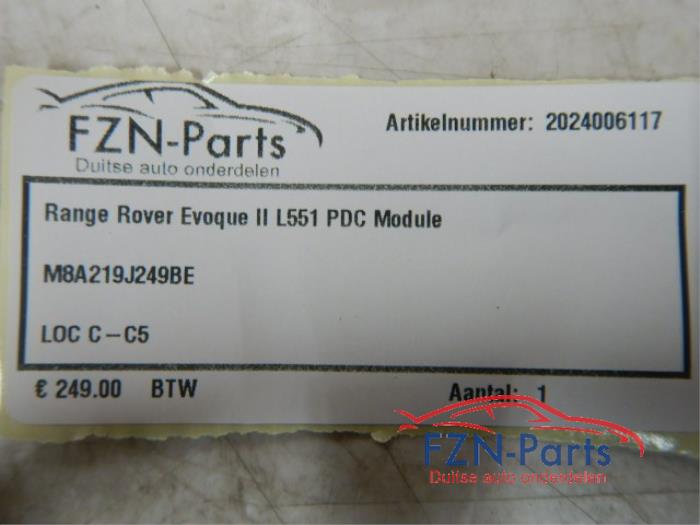 FZN-Parts
Duitse auto onderdelen
Artikelnummer: 2024006117
Range Rover Evoque II L551 PDC Module
M8A219J249BE
LOC C – C5
€ 249.00 BTW
Aantal: 1
FZN-Parts
Duitse auto onderdelen